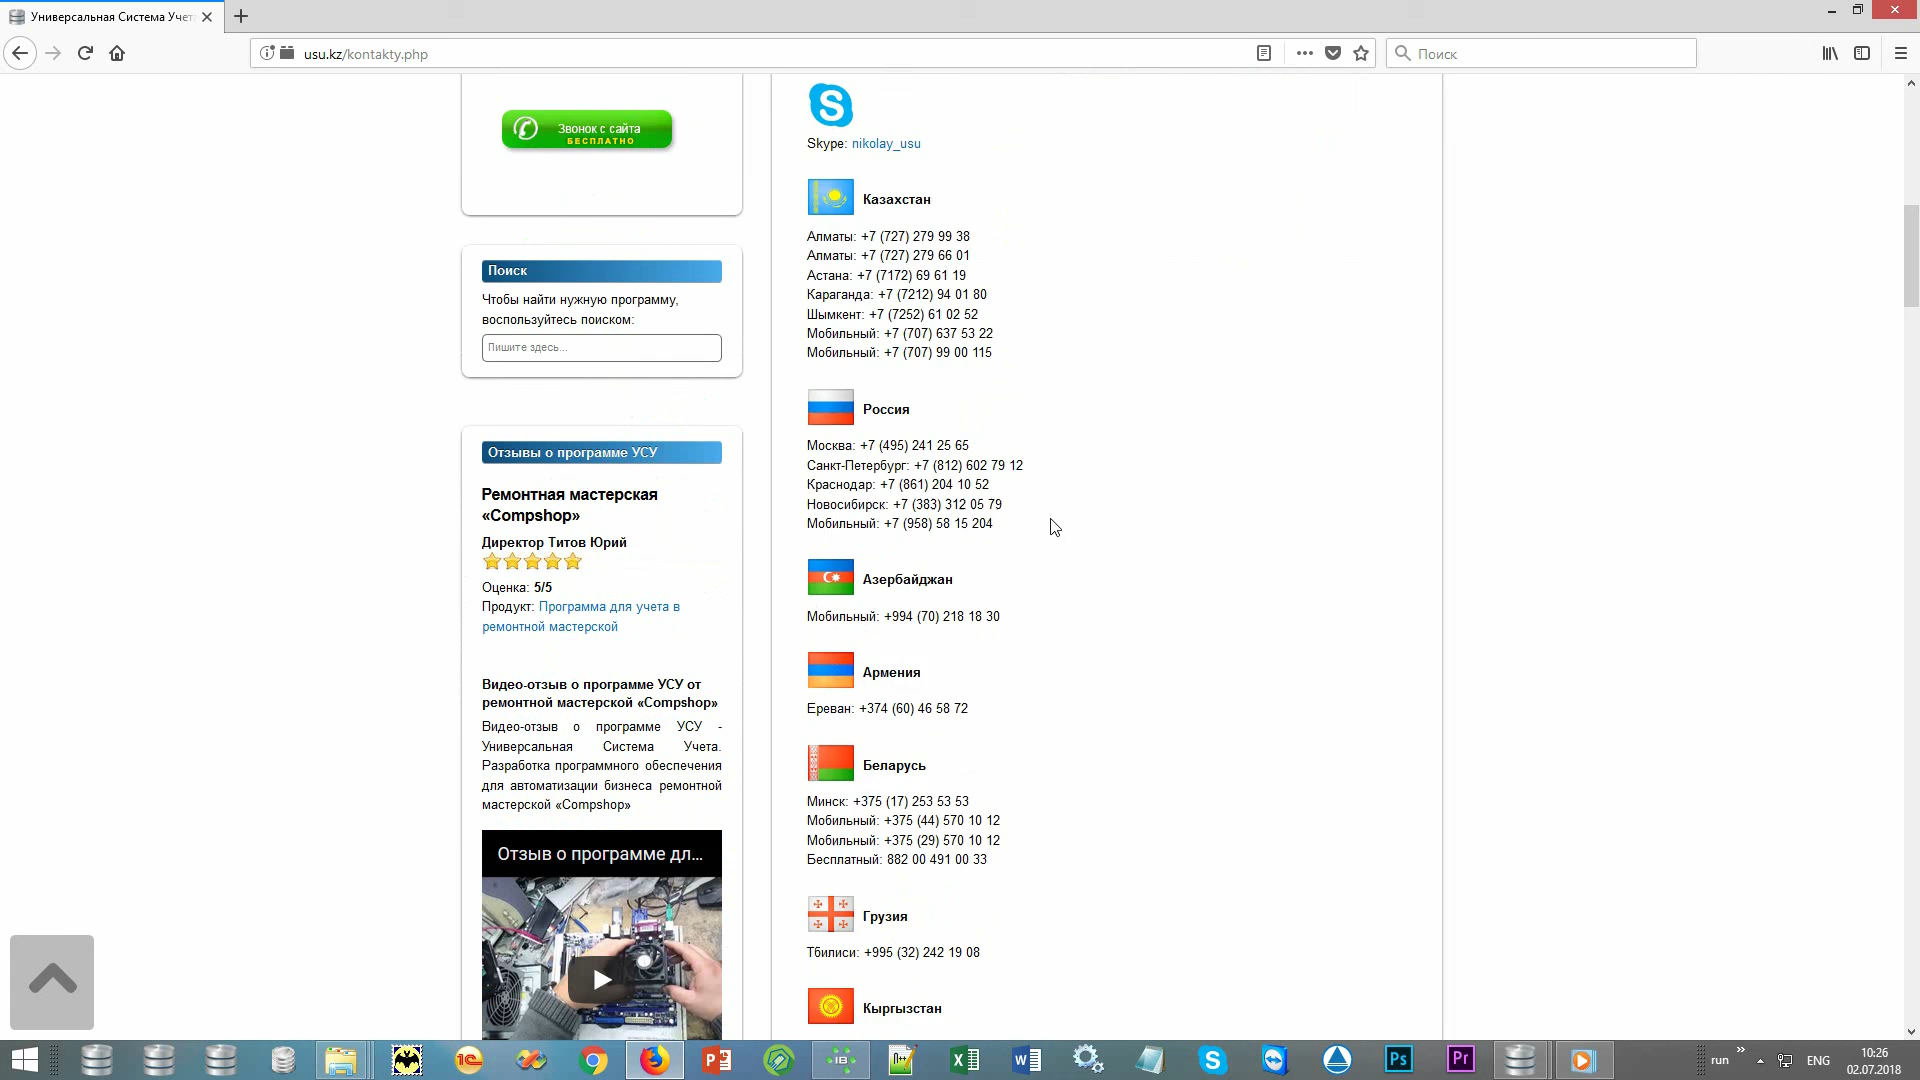 Универсальная Система Учет
usu.kz/kontakty.php
Поиск
Звонок с сайта
БЕСПЛАТНО
Поиск
Чтобы найти нужную программу,
воспользуйтесь поиском:
Пишите здесь...
Отзывы о программе УСУ
Ремонтная мастерская
«Compshop»
Директор Титов Юрий
Оценка: 5/5
Продукт: Программа для учета в
ремонтной мастерской
Видео-отзыв о программе УСУ от
ремонтной мастерской «Compshop»
Видео-отзыв о программе УСУ -
Универсальная Система Учета.
Разработка программного обеспечения
для автоматизации бизнеса ремонтной
мастерской «Compshop»
Отзыв о программе дл...
Skype: nikolay_usu
Казахстан
Алматы: +7 (727) 279 99 38
Алматы: +7 (727) 279 66 01
Астана: +7 (7172) 69 61 19
Караганда: +7 (7212) 94 01 80
Шымкент: +7 (7252) 61 02 52
Мобильный: +7 (707) 637 53 22
Мобильный: +7 (707) 99 00 115
Россия
Москва: +7 (495) 241 25 65
Санкт-Петербург: +7 (812) 602 79 12
Краснодар: +7 (861) 204 10 52
Новосибирск: +7 (383) 312 05 79
Мобильный: +7 (958) 58 15 204
Азербайджан
Мобильный: +994 (70) 218 18 30
Армения
Ереван: +374 (60) 46 58 72
Беларусь
Минск: +375 (17) 253 53 53
Мобильный: +375 (44) 570 10 12
Мобильный: +375 (29) 570 10 12
Бесплатный: 882 00 491 00 33
Грузия
Тбилиси: +995 (32) 242 19 08
Кыргызстан
run
ENG
10:26
02.07.2018